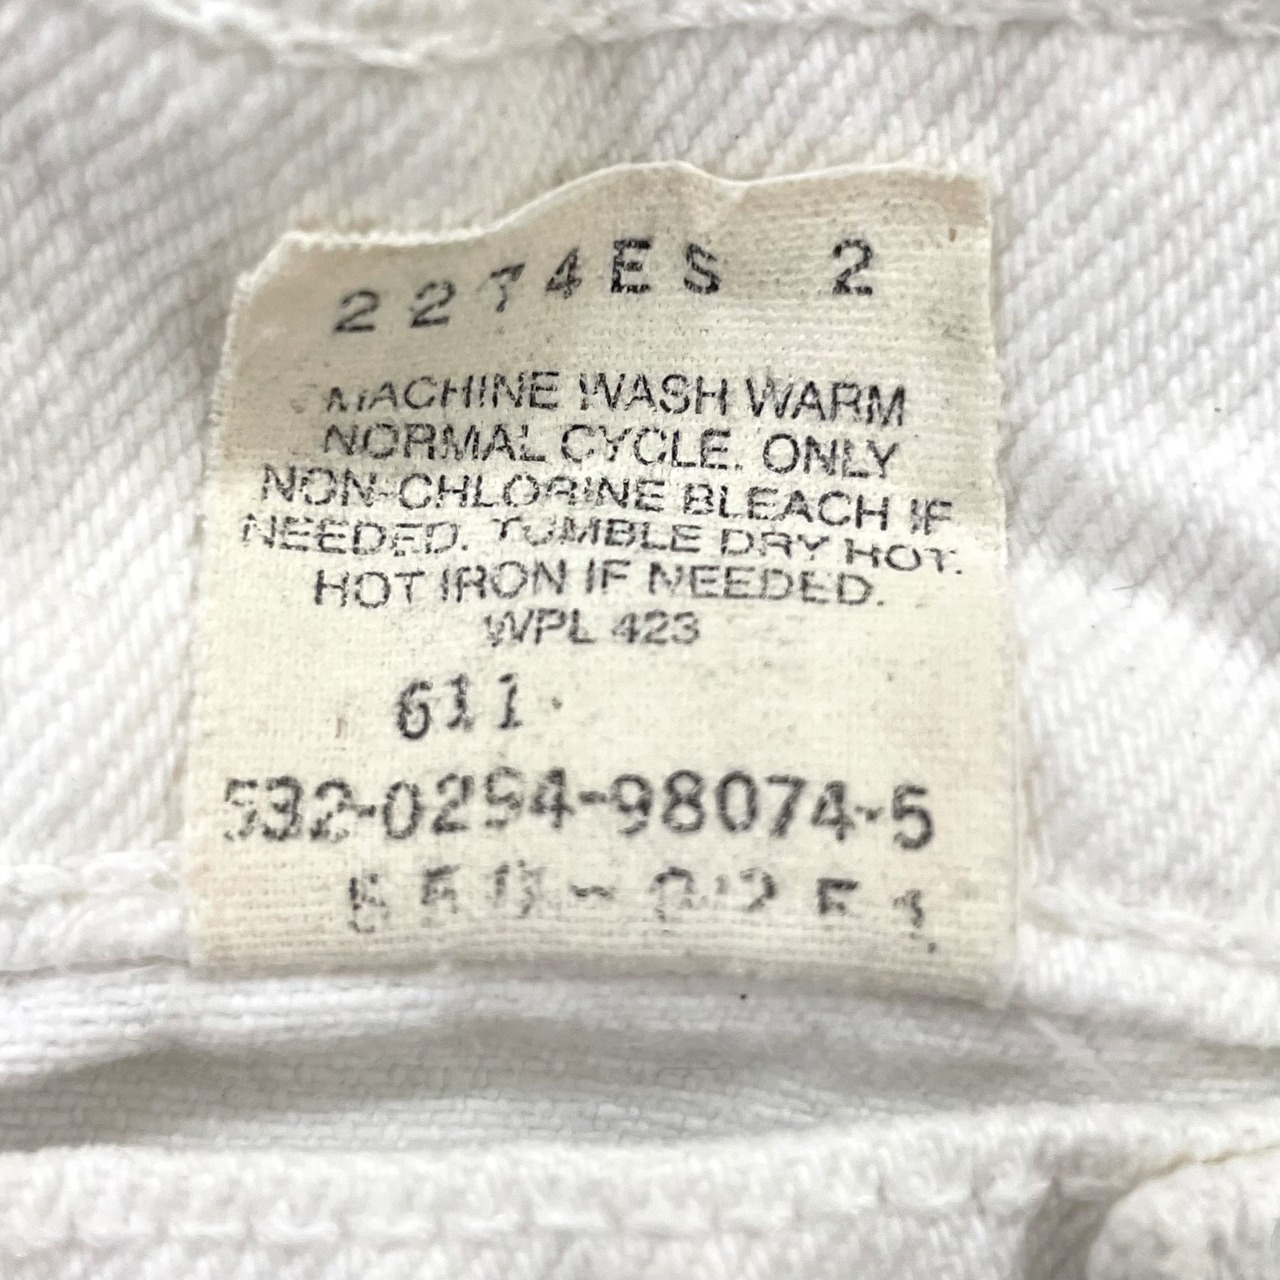 2274ES 2
MACHINE WASH WARM
NORMAL CYCLE. ONLY
NON-CHLORINE BLEACH IF
NEEDED. TUMBLE DRY HOT.
HOT IRON IF NEEDED.
WPL 423
611
532-0294-98074-5